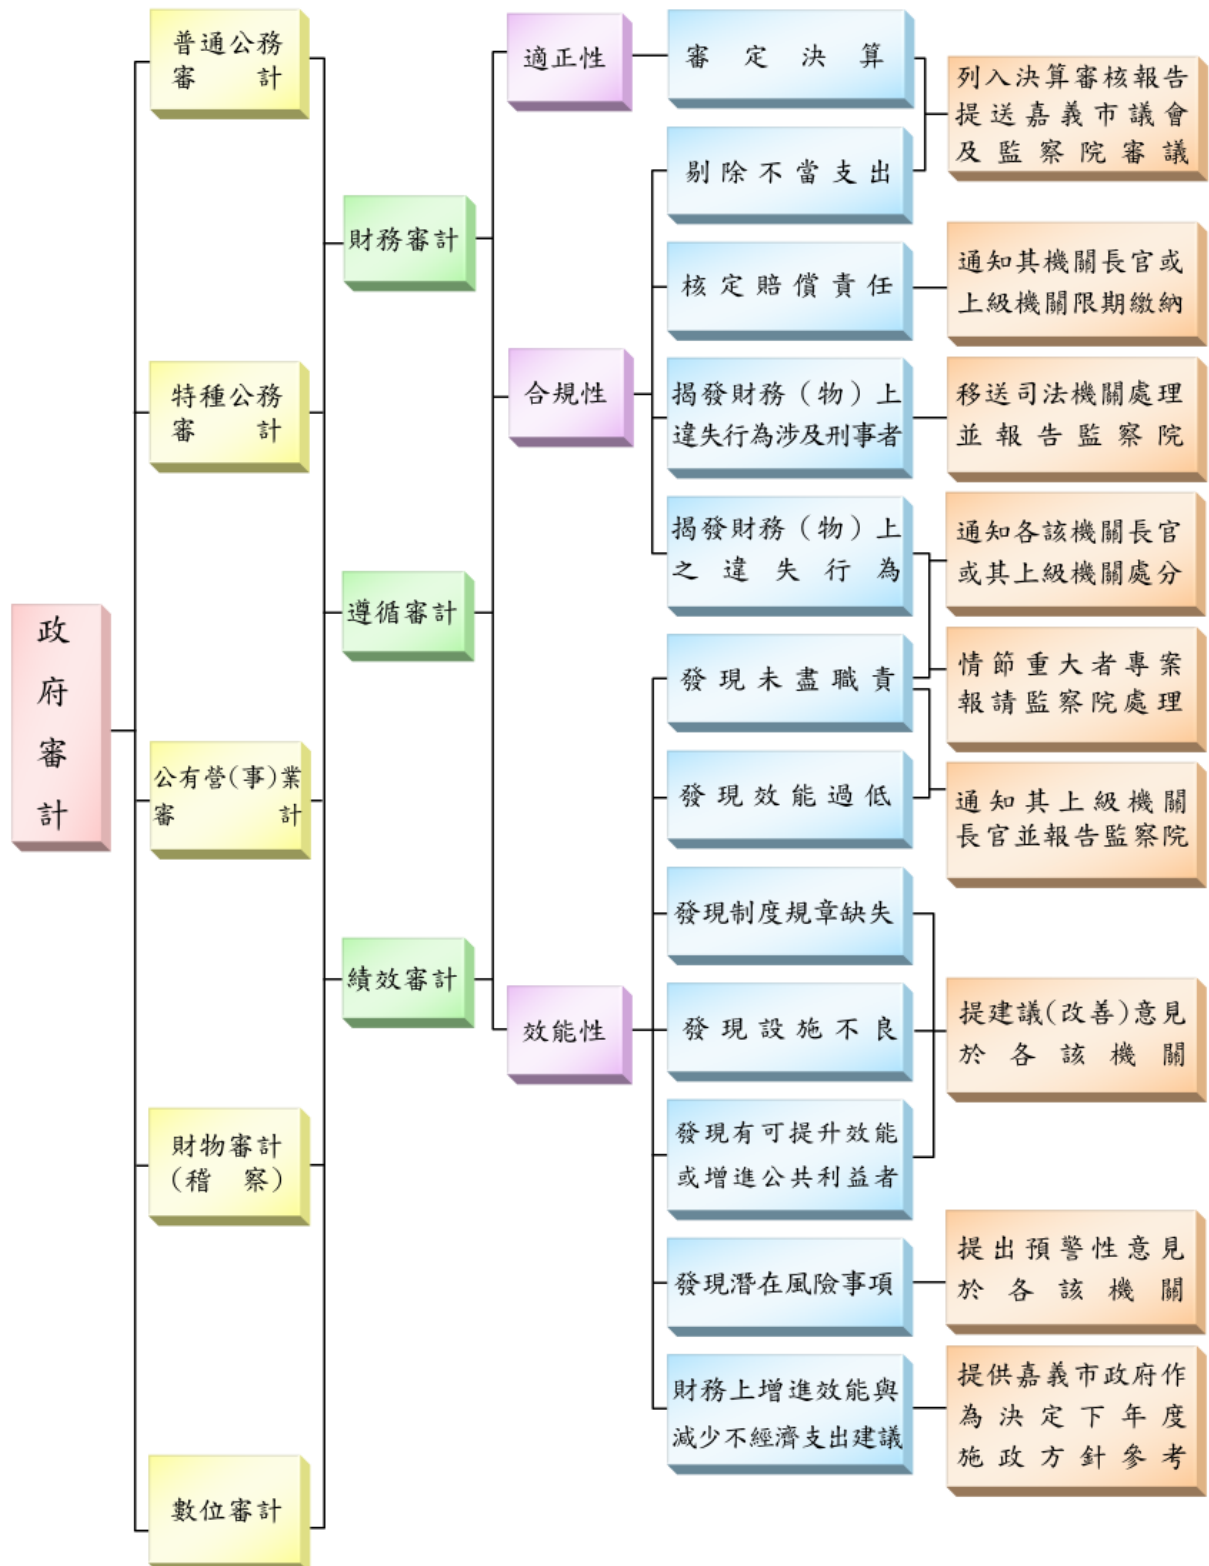 政
府
審
計
普通公務
審計
特種公務
審計
公有營(事)業
審計
財物審計
(稽察)
數位審計
財務審計
遵循審計
績效審計
適正性
合規性
效能性
審定決算
剔除不當支出
核定賠償責任
揭發財務（物）上
違失行為涉及刑事者
揭發財務（物）上
之違失行為
發現未盡職責
發現效能過低
發現制度規章缺失
發現設施不良
發現有可提升效能
或增進公共利益者
發現潛在風險事項
財務上增進效能與
減少不經濟支出建議
列入決算審核報告
提送嘉義市議會
及監察院審議
通知其機關長官或
上級機關限期繳納
移送司法機關處理
並報告監察院
通知各該機關長官
或其上級機關處分
情節重大者專案
報請監察院處理
通知其上級機關
長官並報告監察院
提建議(改善)意見
於各該機關
提出預警性意見
於各該機關
提供嘉義市政府作
為決定下年度
施政方針參考